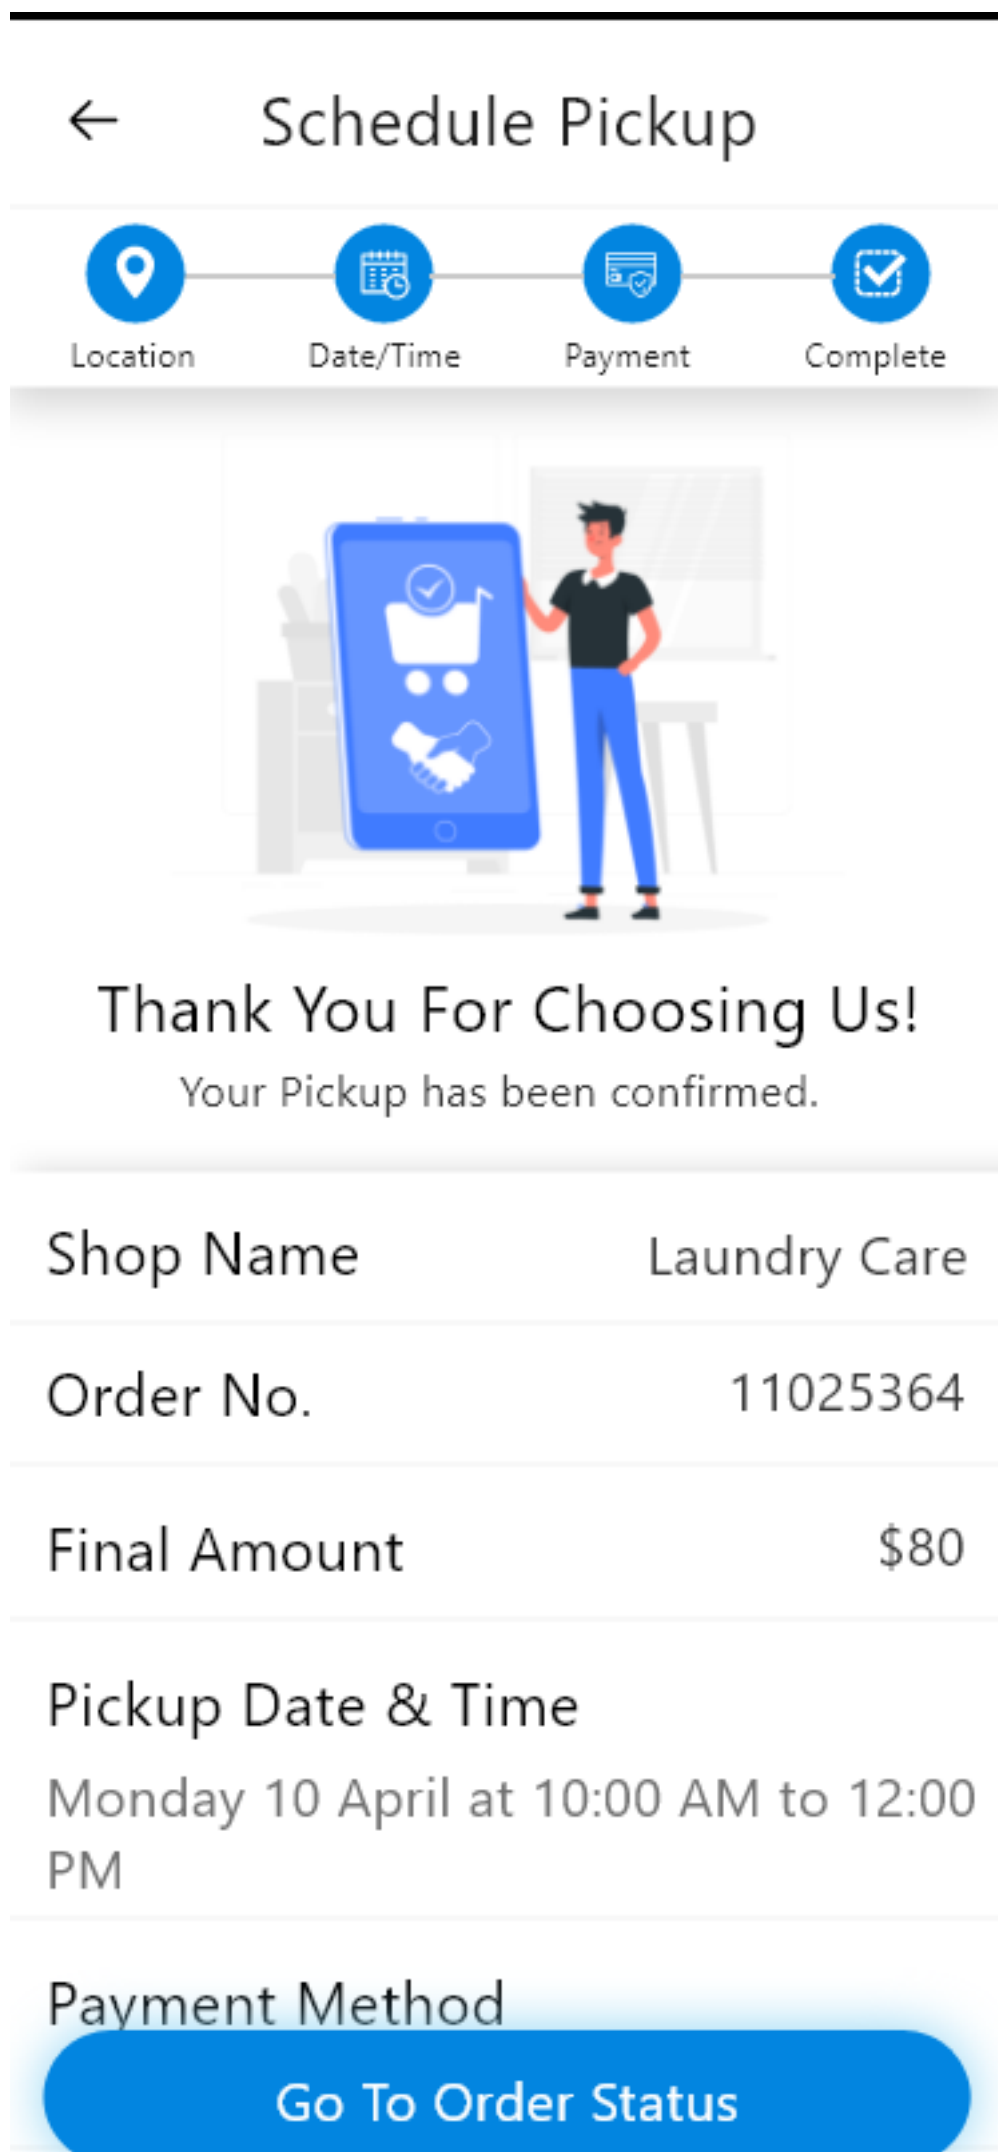 Schedule Pickup
Location Date/Time Payment Complete
Thank You For Choosing Us!
Your Pickup has been confirmed.
Shop Name Laundry Care
Order No. 11025364
Final Amount $80
Pickup Date & Time
Monday 10 April at 10:00 AM to 12:00
PM
Payment Method
Go To Order Status